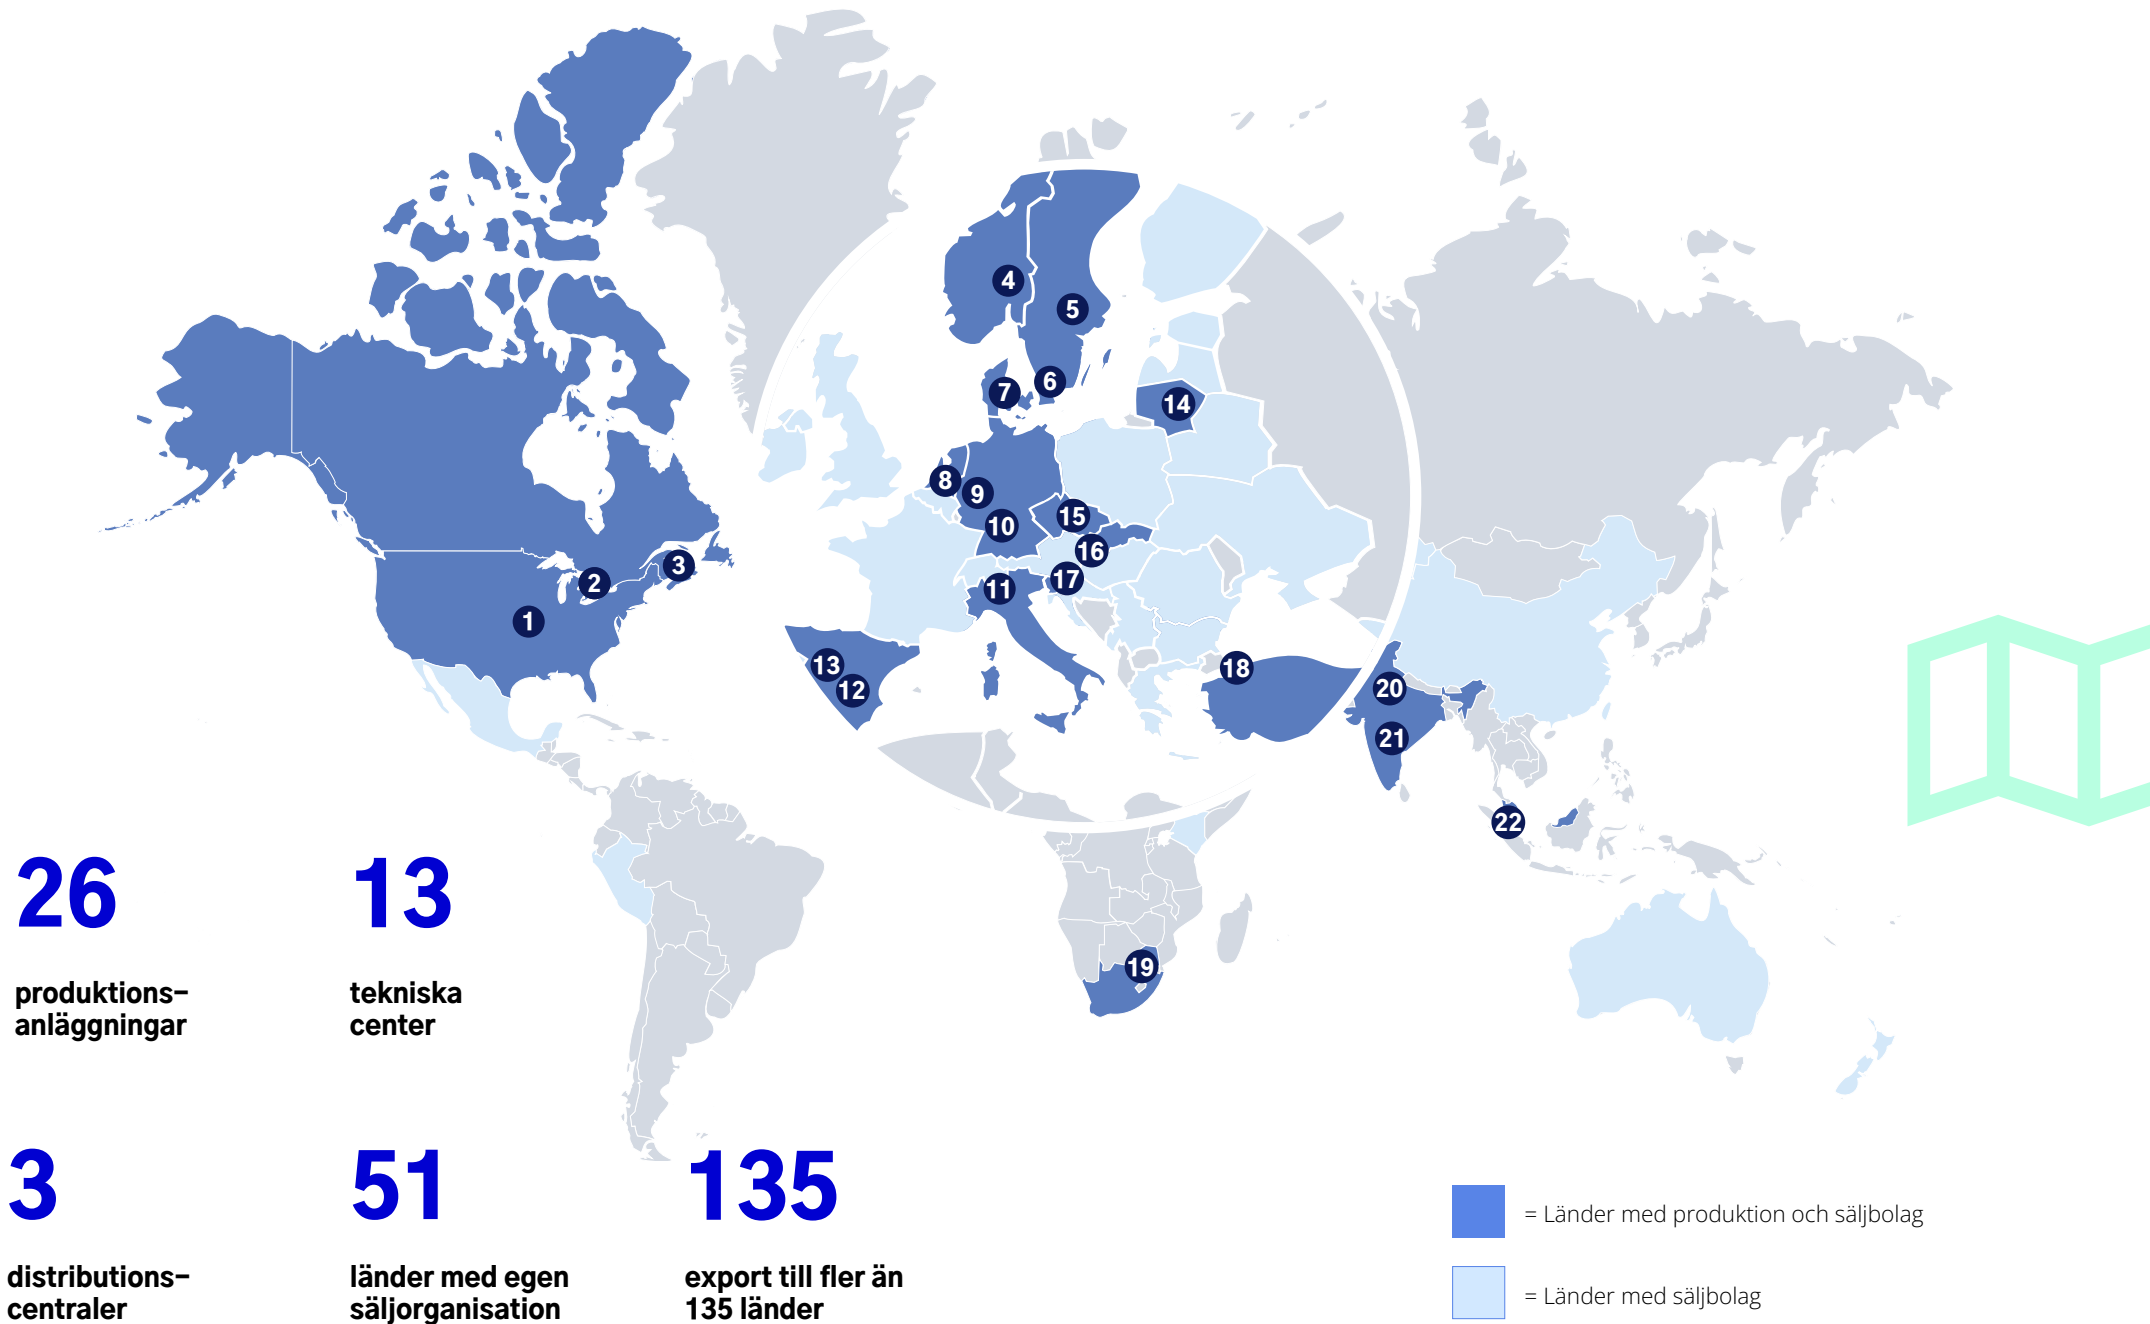 4
5
6
7
14
8
9
10
15
16
3
2
17
11
1
13
12
18
20
21
22
19
26
produktions-
anläggningar
13
tekniska
center
3
distributions-
centraler
51
länder med egen
säljorganisation
135
export till fler än
135 länder
= Länder med produktion och säljbolag
= Länder med säljbolag